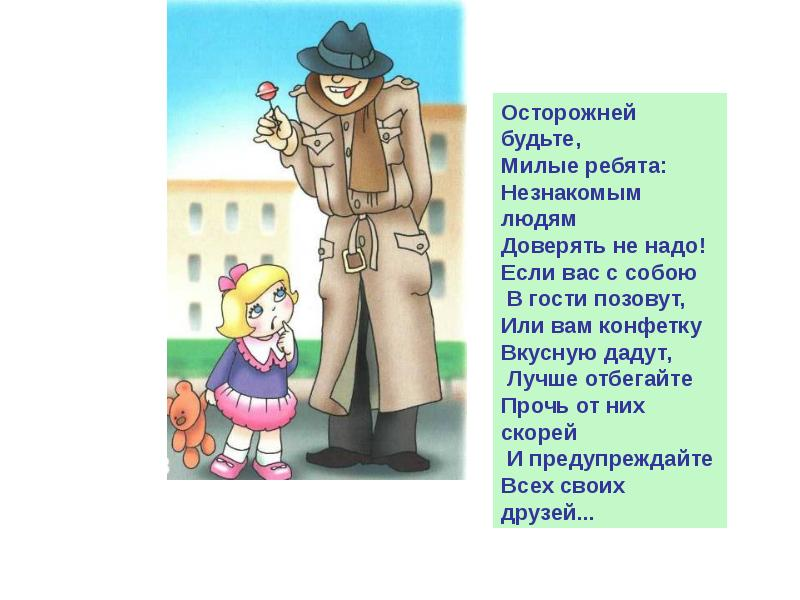 Осторожней
будьте,
Милые ребята:
Незнакомым
людям
Доверять не надо!
Если вас с собою
В гости позовут,
Или вам конфетку
Вкусную дадут,
Лучше отбегайте
Прочь от них
скорей
И предупреждайте
Всех своих
друзей...